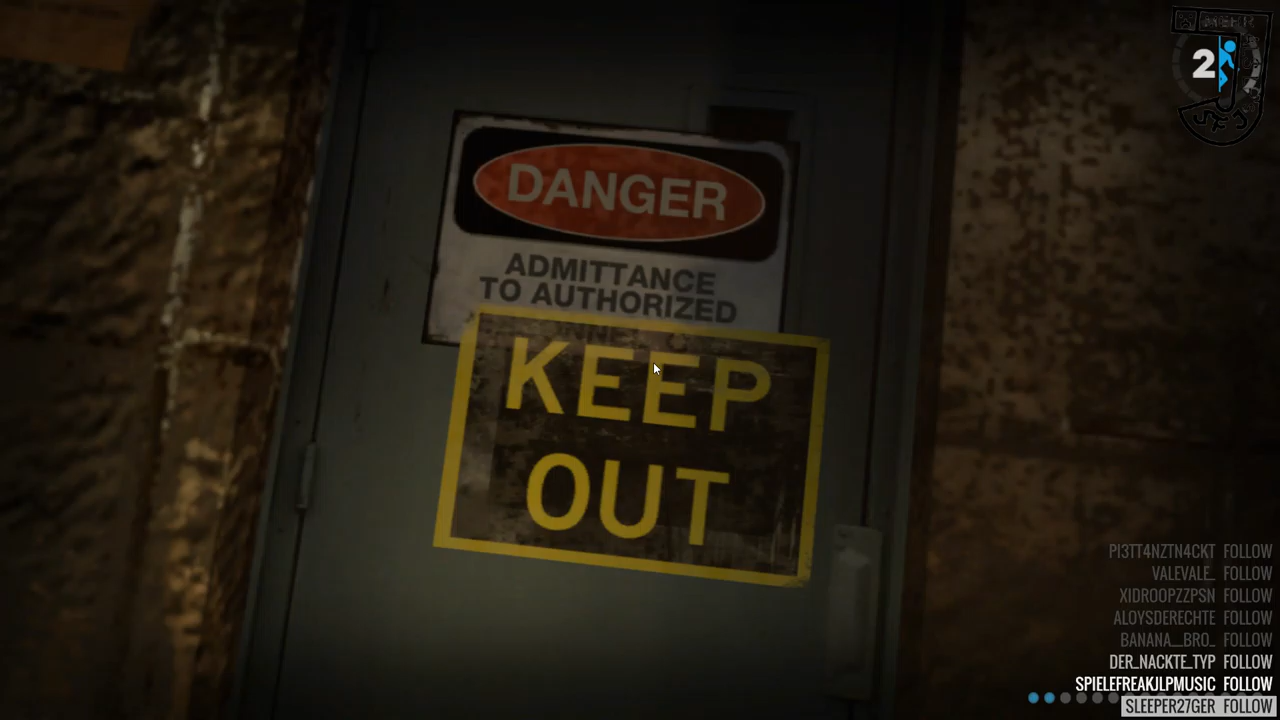 DANGER
ADMITTANCE
TO AUTHORIZED
KEEP
OUT
2
PI3TT4NZTN4CKT FOLLOW
VALEVALE_ FOLLOW
XIDROOPZZPSN FOLLOW
ALOYSDERECHTE FOLLOW
BANANA__BRO_ FOLLOW
DER_NACKTE_TYP FOLLOW
SPIELEFREAKJLPMUSIC FOLLOW
SLEEPER27GER FOLLOW